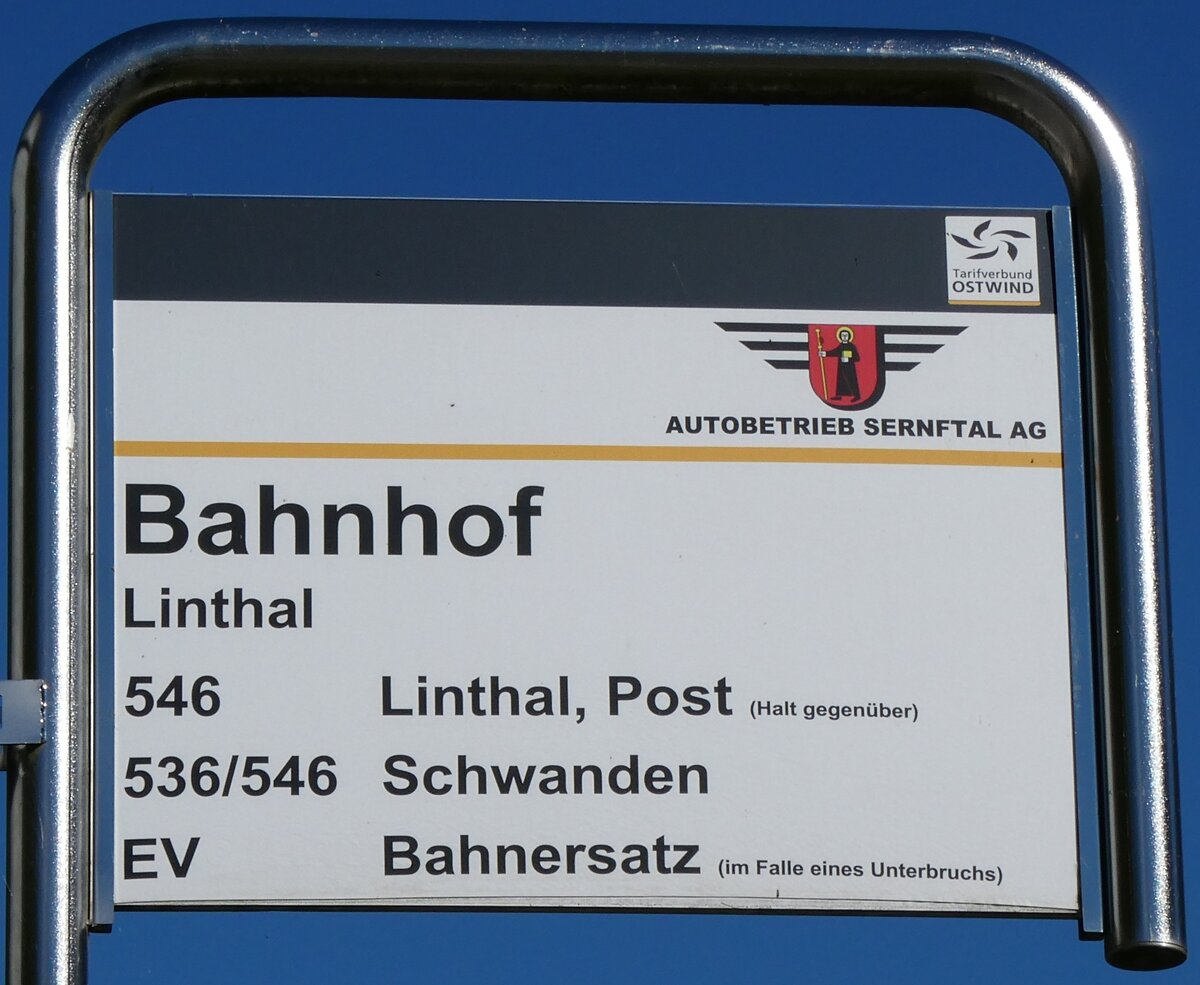 Tarifverbund
OSTWIND
AUTOBETRIEB SERNFTAL AG
Bahnhof
Linthal
546 Linthal, Post (Halt gegenüber)
536/546 Schwanden
EV Bahnersatz (im Falle eines Unterbruchs)